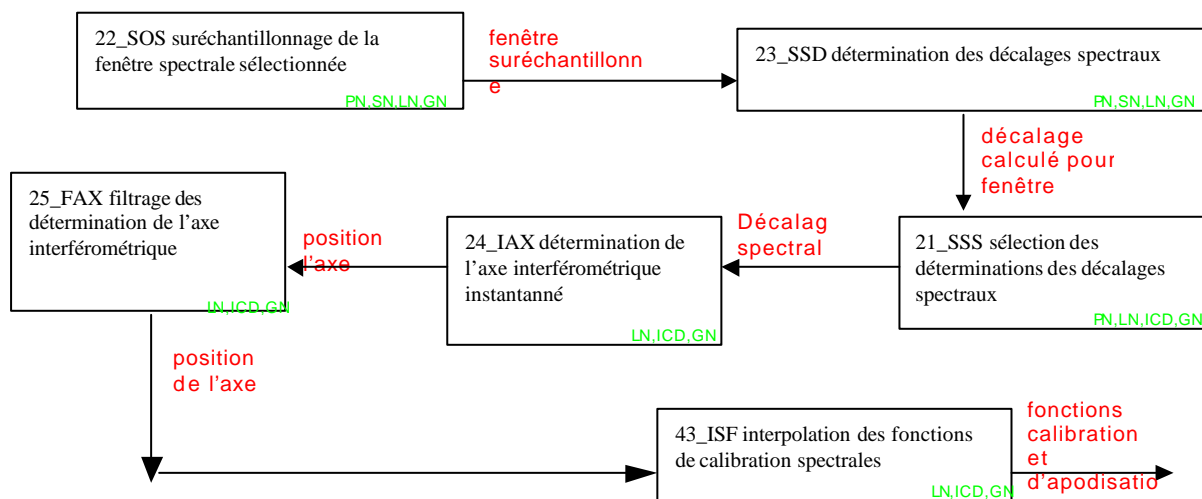 22_SOS suréchantillonnage de la
fenêtre spectrale sélectionnée
PN,SN,LN,GN
fenêtre
suréchantillonn
e
23_SSD détermination des décalages spectraux
PN,SN,LN,GN
décalage
calculé pour
fenêtre
25_FAX filtrage des
détermination de l'axe
interférométrique
LN,ICD,GN
position
l'axe
24_IAX détermination de
l'axe interférométrique
instantanné
LN,ICD,GN
Décalag
spectral
21_SSS sélection des
déterminations des décalages
spectraux
PN,LN,ICD,GN
position
de l'axe
43_ISF interpolation des fonctions
de calibration spectrales
LN,ICD,GN
fonctions
calibration
et
d'apodisatio